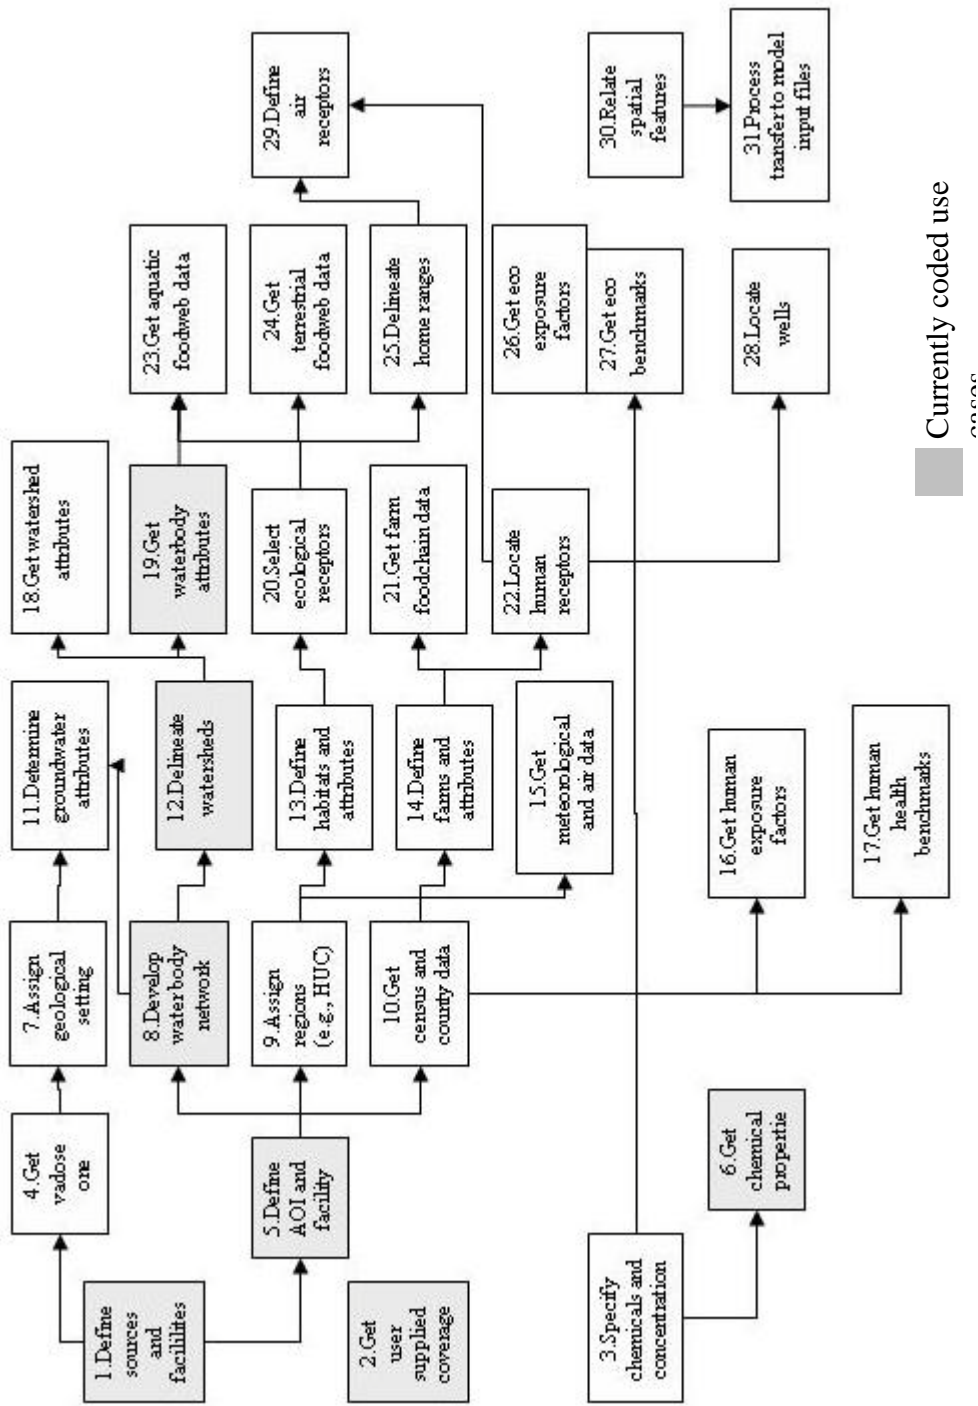 1.Define
sources
and
facililites
2.Get
user
supplied
coverage
3.Specify
chemicals and
concentration
4.Get
vadose
one
5.Define
AOI and
facility
6.Get
chemical
propertie
7.Assign
geological
setting
8.Develop
waterbody
network
9.Assign
regions
(e.g., HUC)
10.Get
census and
county data
11.Determine
groundwater
attributes
12.Delineate
watersheds
13.Define
habitats and
attributes
14.Define
farms and
attributes
15.Get
meteorological
and air data
16.Get human
exposure
factors
17.Get human
health
benchmarks
18.Get watershed
attributes
19.Get
waterbody
attributes
20.Select
ecological
receptors
21.Get farm
foodchain data
22.Locate
human
receptors
23.Get aquatic
foodweb data
24.Get
terrestrial
foodweb data
25.Delineate
home ranges
26.Get eco
exposure
factors
27.Get eco
benchmarks
28.Locate
wells
29.Define
air
receptors
30.Relate
spatial
features
31.Process
transfer to model
input files
Currently coded use
cases